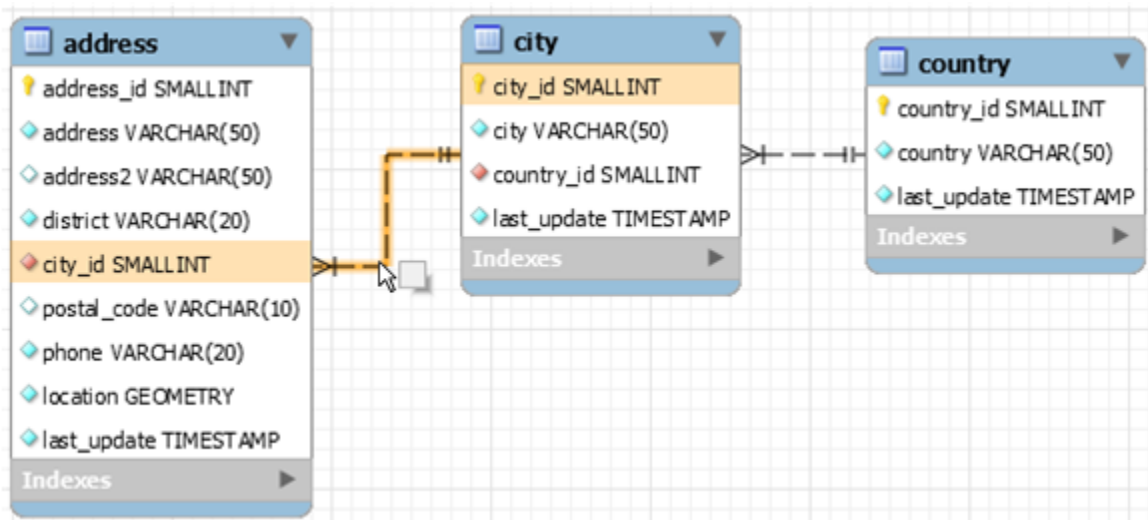 address
address_id SMALLINT
address VARCHAR(50)
address2 VARCHAR(50)
district VARCHAR(20)
city_id SMALLINT
postal_code VARCHAR(10)
phone VARCHAR(20)
location GEOMETRY
last_update TIMESTAMP
Indexes
city
city_id SMALLINT
city VARCHAR(50)
country_id SMALLINT
last_update TIMESTAMP
Indexes
country
country_id SMALLINT
country VARCHAR(50)
last_update TIMESTAMP
Indexes